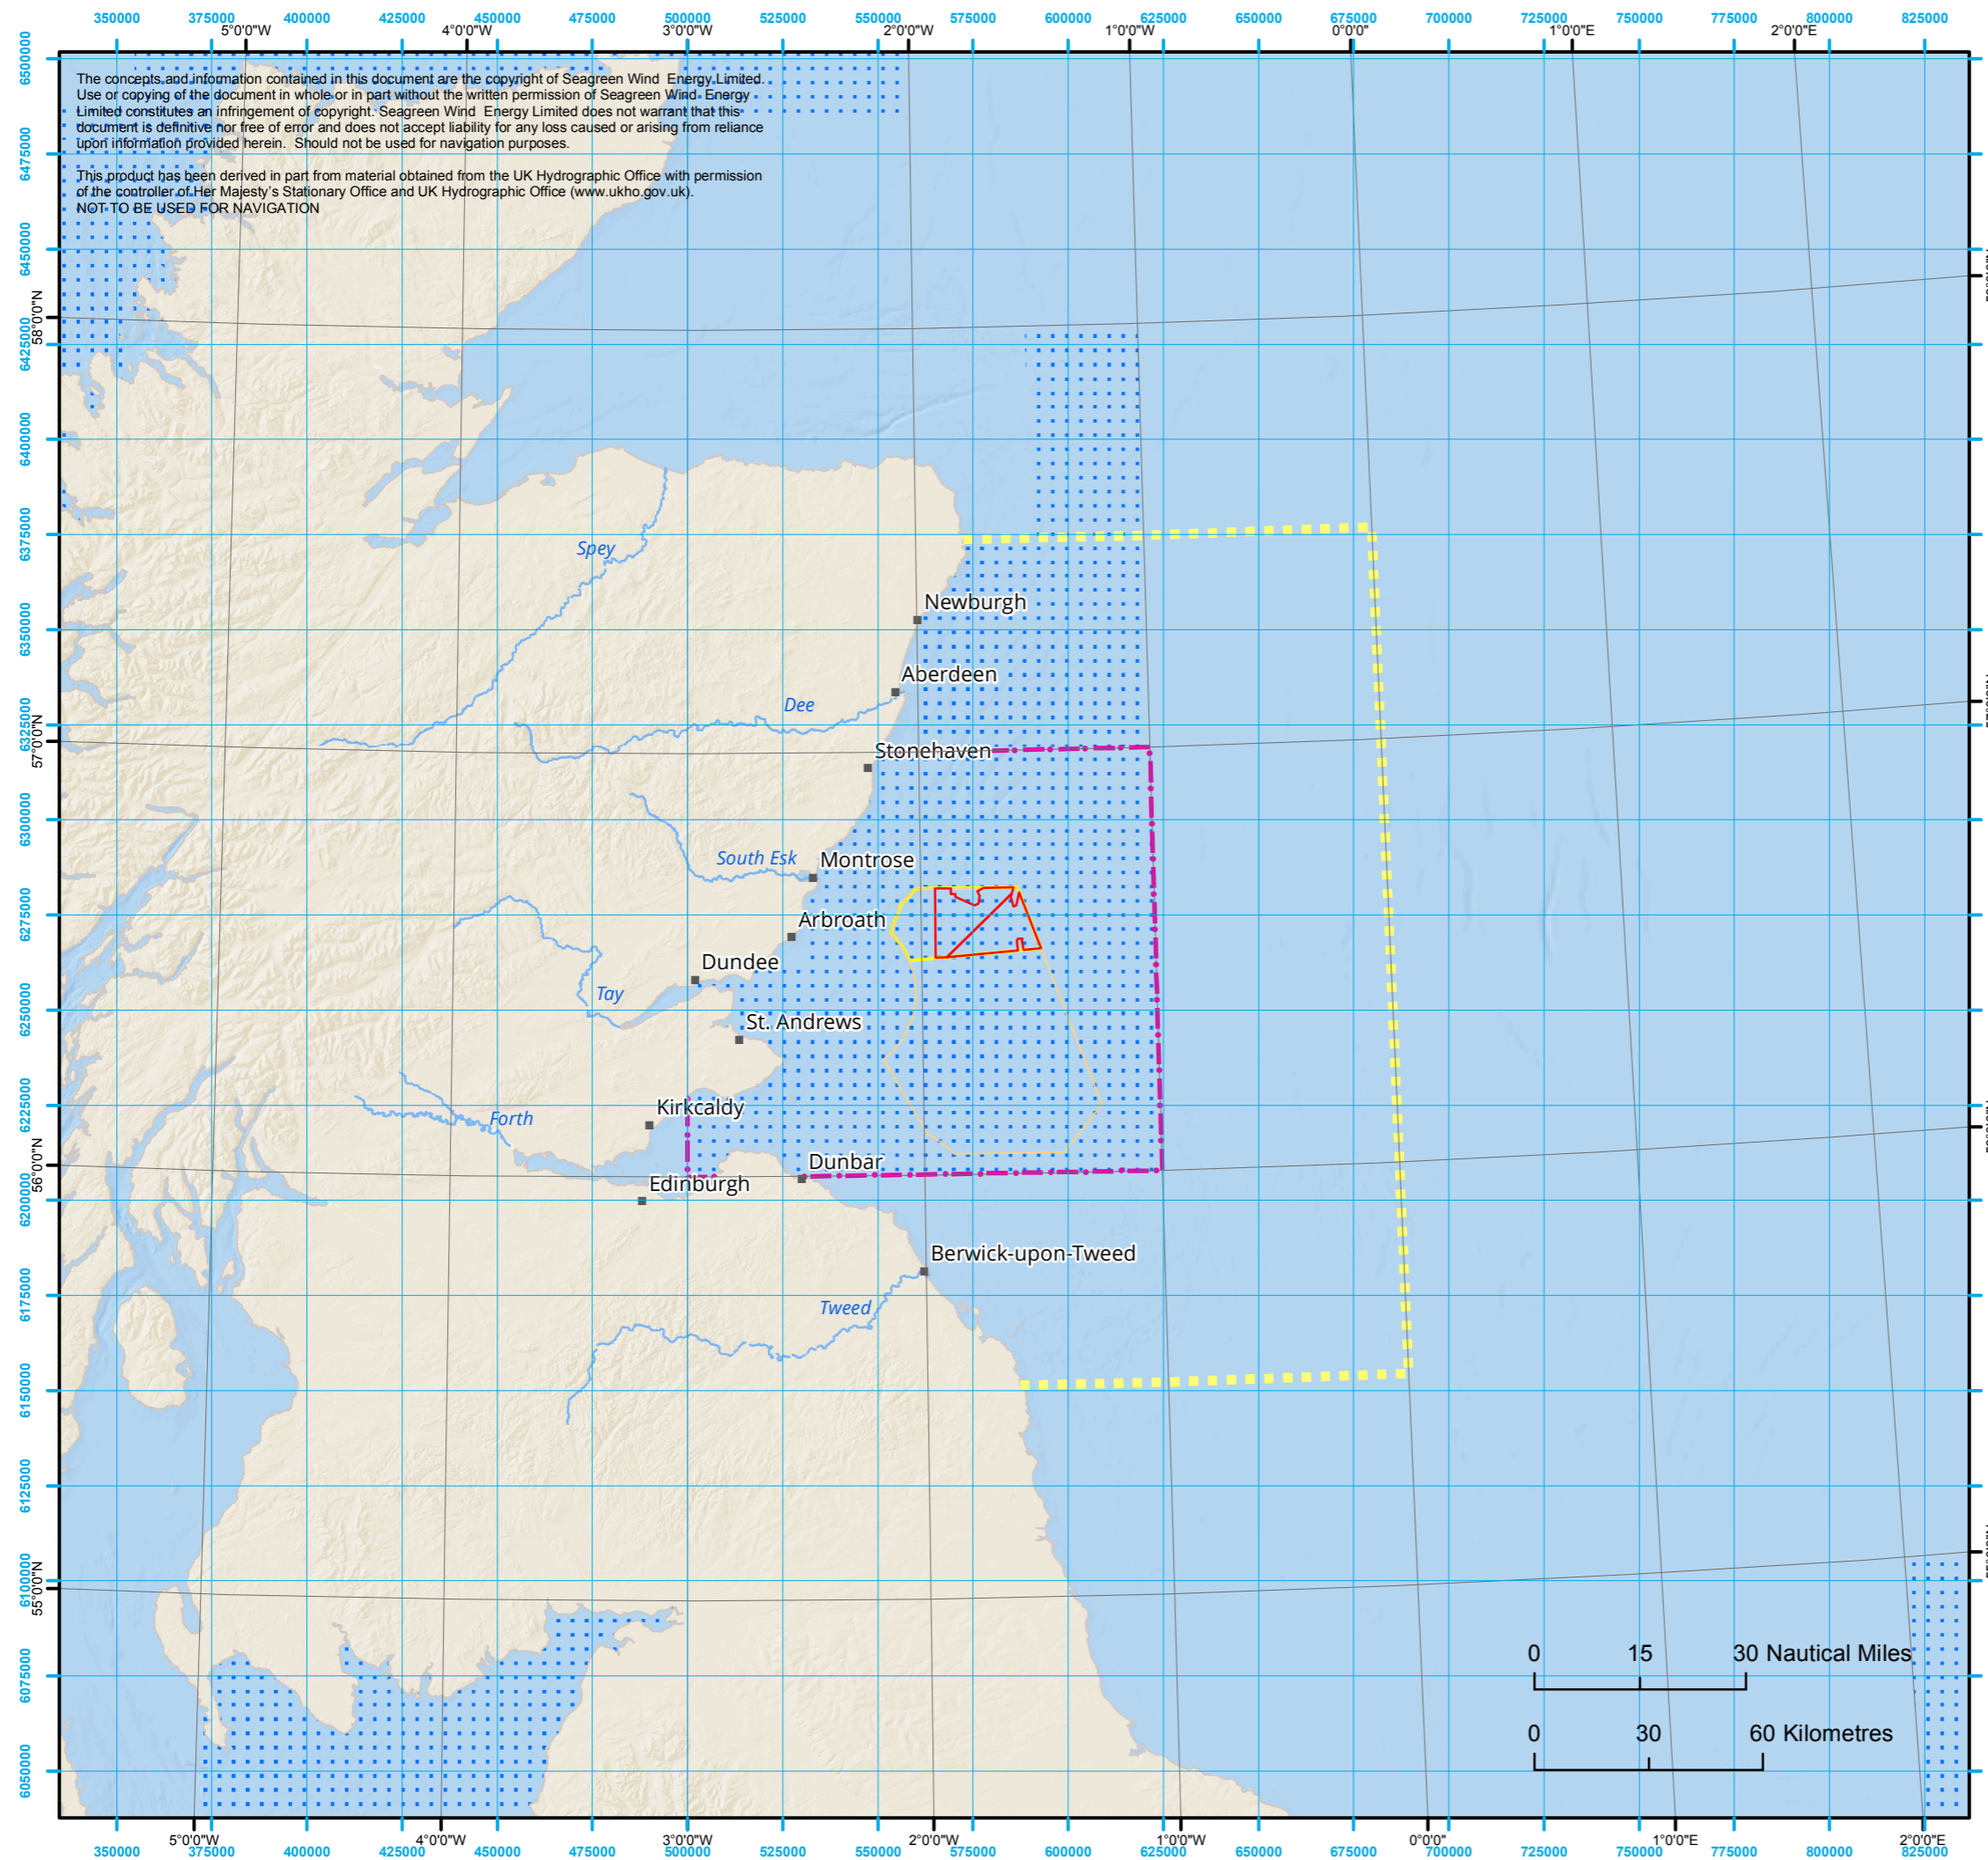 350000 375000 400000 425000 450000 475000 500000 525000 550000 575000 600000 625000 650000 675000 700000 725000 750000 775000 800000 825000
5°0'0"W 4°0'0"W 3°0'0"W 2°0'0"W 1°0'0"W 0°0'0" 1°0'0"E 2°0'0"E
The concepts and information contained in this document are the copyright of Seagreen Wind Energy Limited.
Use or copying of the document in whole or in part without the written permission of Seagreen Wind Energy
Limited constitutes an infringement of copyright. Seagreen Wind Energy Limited does not warrant that this
document is definitive nor free of error and does not accept liability for any loss caused or arising from reliance
upon information provided herein. Should not be used for navigation purposes.
This product has been derived in part from material obtained from the UK Hydrographic Office with permission
of the controller of Her Majesty's Stationary Office and UK Hydrographic Office (www.ukho.gov.uk).
NOT TO BE USED FOR NAVIGATION
6500000
6475000
6450000
58°0'0"N
6425000
6400000
6375000
Spey
Newburgh
6350000
Aberdeen
Dee
6325000
57°0'0"N
Stonehaven
6300000
South Esk
Montrose
6275000
Arbroath
Dundee
Tay
6250000
St. Andrews
6225000
Kirkcaldy
Forth
56°0'0"N
Dunbar
Edinburgh
6200000
Berwick-upon-Tweed
6175000
Tweed
6150000
6125000
6100000
55°0'0"N
6075000
0 15 30 Nautical Miles
0 30 60 Kilometres
6050000
5°0'0"W 4°0'0"W 3°0'0"W 2°0'0"W 1°0'0"W 0°0'0" 1°0'0"E 2°0'0"E
350000 375000 400000 425000 450000 475000 500000 525000 550000 575000 600000 625000 650000 675000 700000 725000 750000 775000 800000 825000